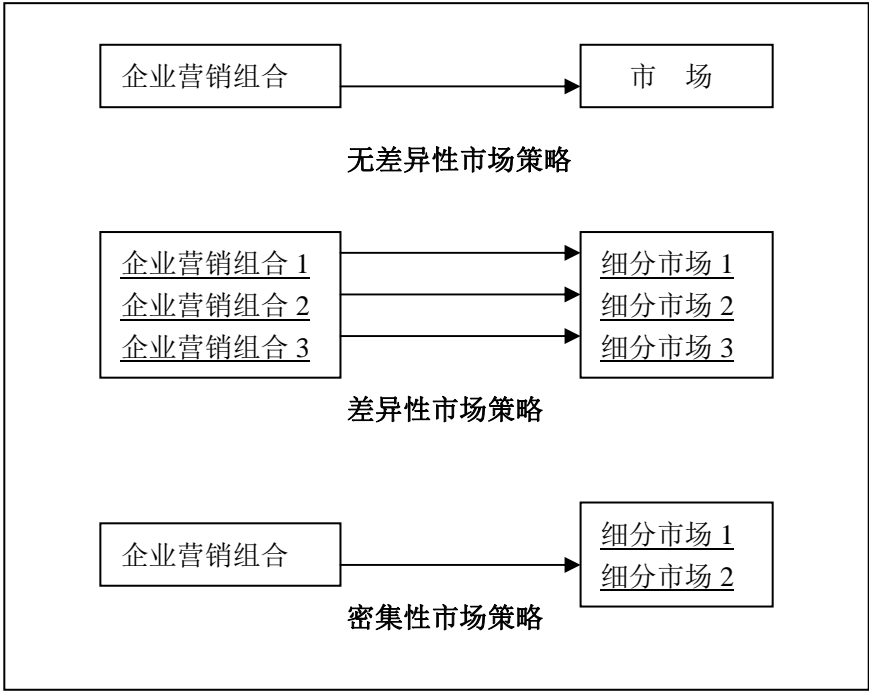 企业营销组合 市 场
无差异性市场策略
企业营销组合 1 细分市场 1
企业营销组合 2 细分市场 2
企业营销组合 3 细分市场 3
差异性市场策略
企业营销组合
细分市场 1
细分市场 2
密集性市场策略